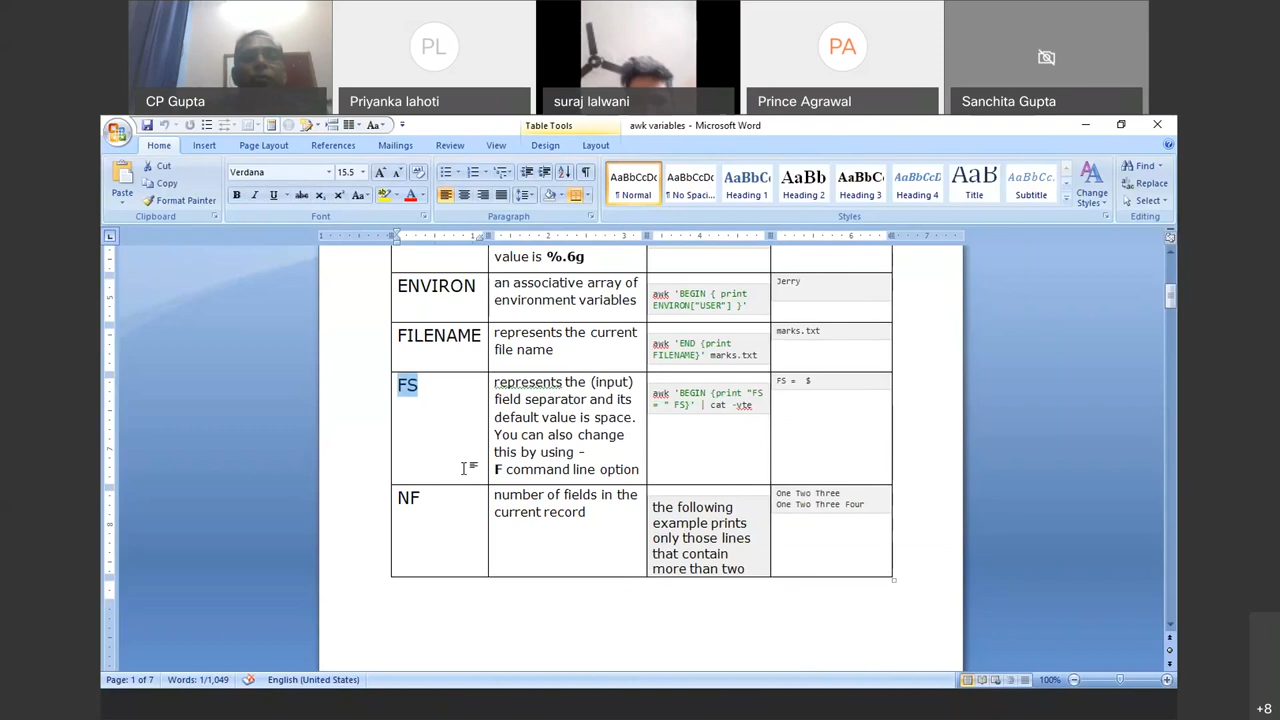 PL
PA
CP Gupta
Priyanka lahoti
suraj lalwani
Prince Agrawal
Sanchita Gupta
Table Tools
awk variables - Microsoft Word
Home
Insert
Page Layout
References
Mailings
Review
View
Design
Layout
Paste
Cut
Copy
Format Painter
Clipboard
Verdana
15.5
Font
Paragraph
AaBbCcDc
¶ Normal
AaBbCcDc
¶ No Spaci...
AaBbC
Heading 1
AaBb
Heading 2
AaBbCc
Heading 3
AaBbCcD
Heading 4
AaBb
Title
AaBbCc.
Subtitle
Change
Styles
Styles
Find
Replace
Select
Editing
value is %.6g
ENVIRON
an associative array of
environment variables
awk 'BEGIN { print
ENVIRON["USER"] }'
Jerry
FILENAME
represents the current
file name
awk 'END {print
FILENAME}' marks.txt
marks.txt
FS
represents the (input)
field separator and its
default value is space.
You can also change
this by using -
F command line option
awk 'BEGIN {print "FS
= " FS}' | cat -vte
FS =  $
NF
number of fields in the
current record
the following
example prints
only those lines
that contain
more than two
One Two Three
One Two Three Four
Page: 1 of 7
Words: 1/1,049
English (United States)
100%
+8